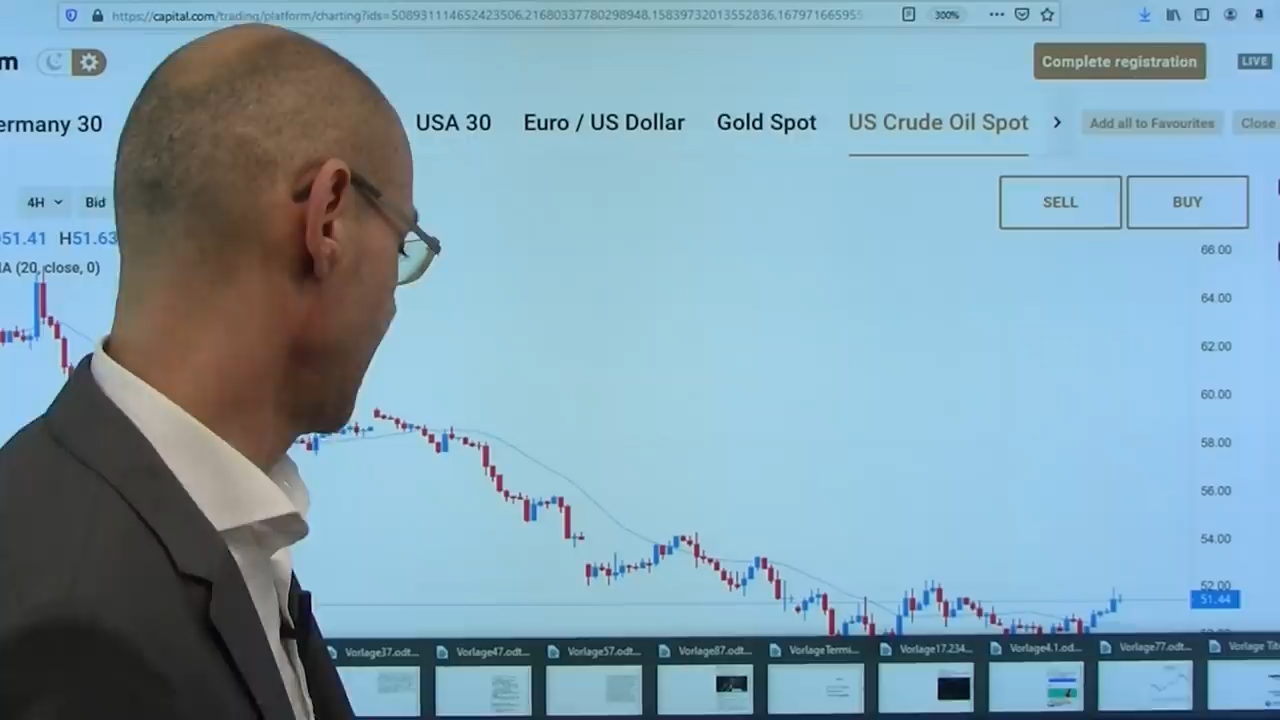 https://capital.com/trading/platform/charting?ids=508931114652423506.21680337780298948.15839732013552836.16797166595
300%
Complete registration
LIVE
ermany 30
USA 30
Euro / US Dollar
Gold Spot
US Crude Oil Spot
Add all to Favourites
Close
4H
Bid
SELL
BUY
51.41 H51.63
A (20, close, 0)
66.00
64.00
62.00
60.00
58.00
56.00
54.00
52.00
51.44
Vorlage37.odt...
Vorlage47.odt...
Vorlage57.odt...
Vorlage87.odt...
VorlageTermi...
Vorlage17.234...
Vorlage4.1.od...
Vorlage77.odt...
Vorlage Tit